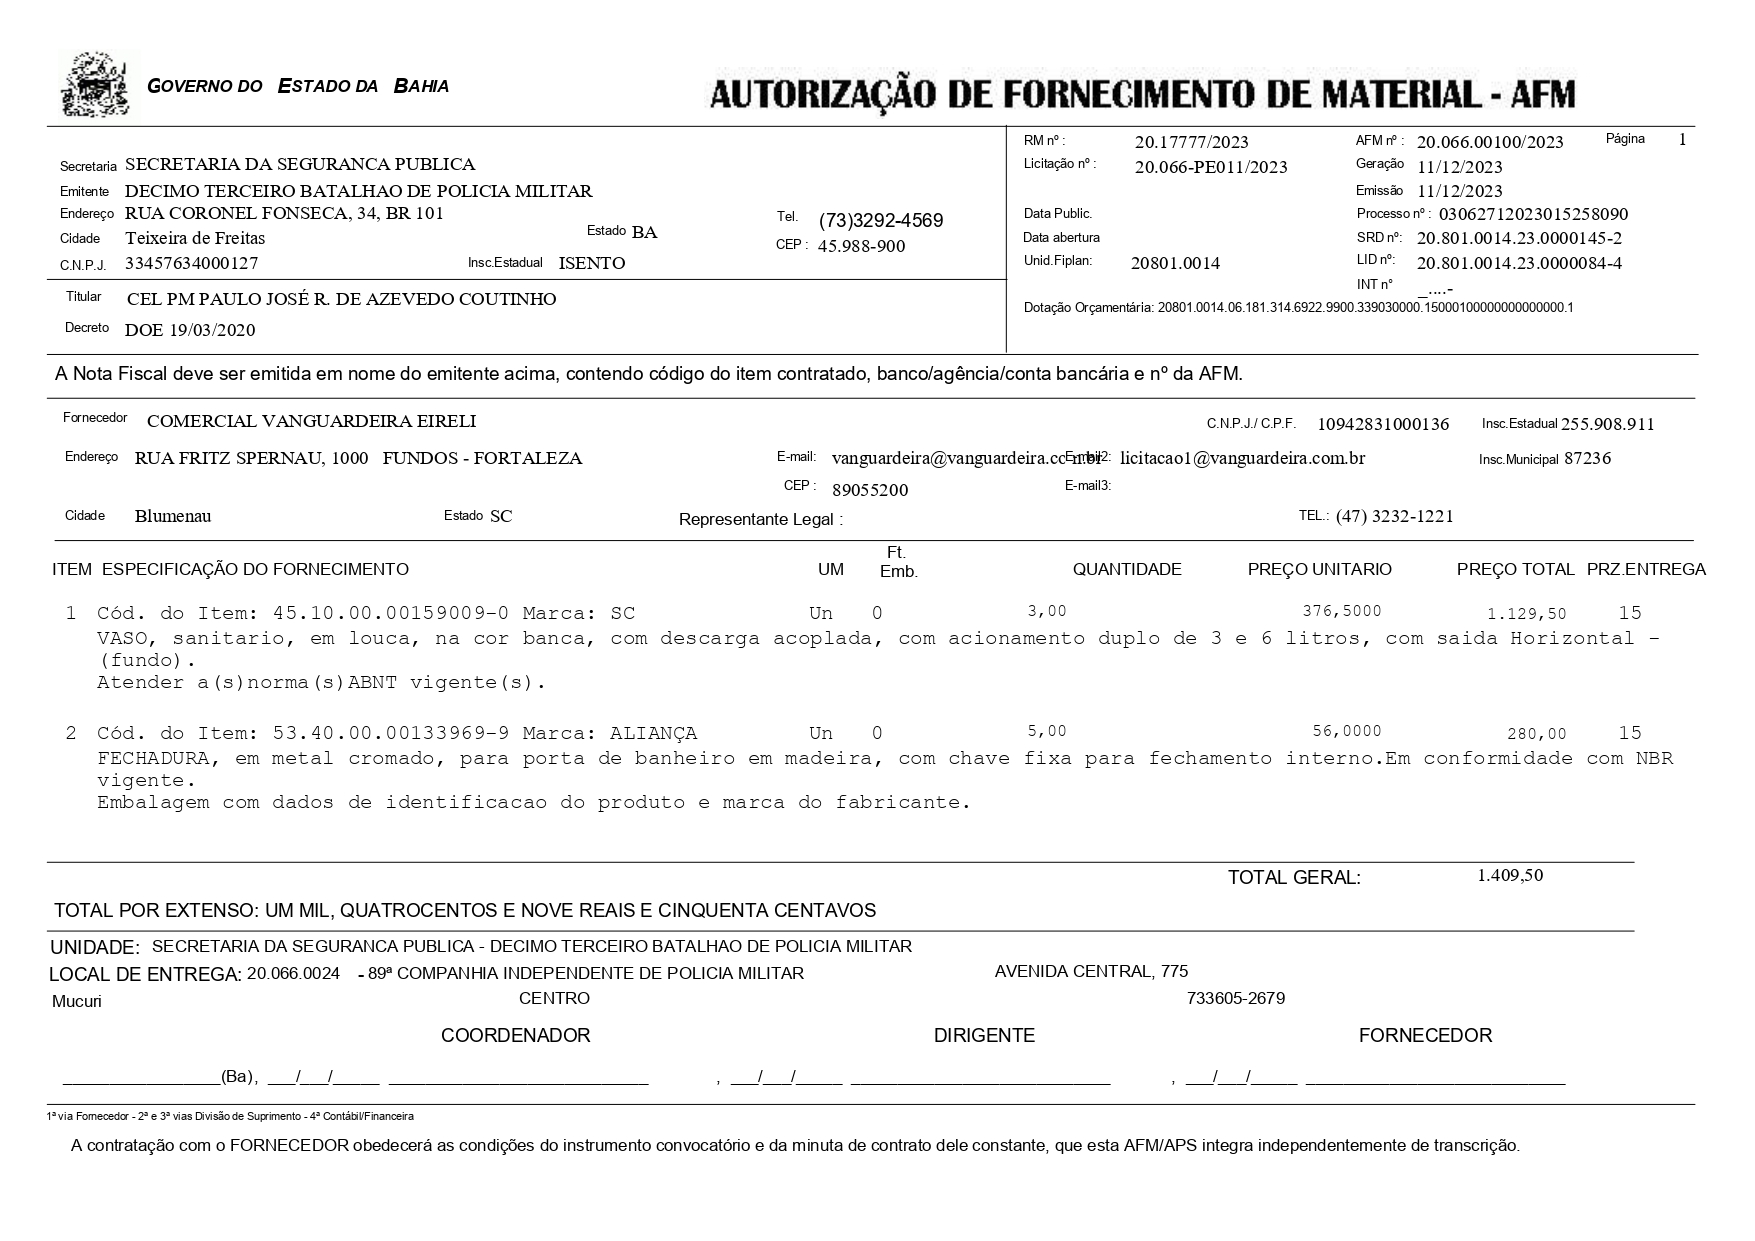 GOVERNO DO ESTADO DA BAHIA
AUTORIZAÇÃO DE FORNECIMENTO DE MATERIAL - AFM
RM nº : 20.17777/2023 AFM nº : 20.066.00100/2023 Página 1
Secretaria SECRETARIA DA SEGURANCA PUBLICA Licitação nº : 20.066-PE011/2023 Geração 11/12/2023
Emitente DECIMO TERCEIRO BATALHAO DE POLICIA MILITAR Emissão 11/12/2023
Endereço RUA CORONEL FONSECA, 34, BR 101 Tel. (73)3292-4569 Data Public. Processo nº : 03062712023015258090
Cidade Teixeira de Freitas Estado BA CEP : 45.988-900 Data abertura SRD nº: 20.801.0014.23.0000145-2
C.N.P.J. 33457634000127 Insc.Estadual ISENTO Unid.Fiplan: 20801.0014 LID nº: 20.801.0014.23.0000084-4
INT n° _....-
Titular CEL PM PAULO JOSÉ R. DE AZEVEDO COUTINHO Dotação Orçamentária: 20801.0014.06.181.314.6922.9900.339030000.15000100000000000000.1
Decreto DOE 19/03/2020
A Nota Fiscal deve ser emitida em nome do emitente acima, contendo código do item contratado, banco/agência/conta bancária e nº da AFM.
Fornecedor COMERCIAL VANGUARDEIRA EIRELI C.N.P.J./ C.P.F. 10942831000136 Insc.Estadual 255.908.911
Endereço RUA FRITZ SPERNAU, 1000 FUNDOS - FORTALEZA E-mail: vanguardeira@vanguardeira.com.br E-mail2: licitacao1@vanguardeira.com.br Insc.Municipal 87236
CEP : 89055200 E-mail3:
Cidade Blumenau Estado SC Representante Legal : TEL.: (47) 3232-1221
ITEM ESPECIFICAÇÃO DO FORNECIMENTO UM Ft. Emb. QUANTIDADE PREÇO UNITARIO PREÇO TOTAL PRZ.ENTREGA
1 Cód. do Item: 45.10.00.00159009-0 Marca: SC Un 0 3,00 376,5000 1.129,50 15
VASO, sanitario, em louca, na cor banca, com descarga acoplada, com acionamento duplo de 3 e 6 litros, com saida Horizontal -
(fundo).
Atender a(s)norma(s)ABNT vigente(s).
2 Cód. do Item: 53.40.00.00133969-9 Marca: ALIANÇA Un 0 5,00 56,0000 280,00 15
FECHADURA, em metal cromado, para porta de banheiro em madeira, com chave fixa para fechamento interno.Em conformidade com NBR
vigente.
Embalagem com dados de identificacao do produto e marca do fabricante.
TOTAL GERAL: 1.409,50
TOTAL POR EXTENSO: UM MIL, QUATROCENTOS E NOVE REAIS E CINQUENTA CENTAVOS
UNIDADE: SECRETARIA DA SEGURANCA PUBLICA - DECIMO TERCEIRO BATALHAO DE POLICIA MILITAR
LOCAL DE ENTREGA: 20.066.0024 - 89ª COMPANHIA INDEPENDENTE DE POLICIA MILITAR AVENIDA CENTRAL, 775
Mucuri CENTRO 733605-2679
COORDENADOR DIRIGENTE FORNECEDOR
_________________(Ba), ___/___/_____ ____________________________ , ___/___/_____ ____________________________ , ___/___/_____ ____________________________
1ª via Fornecedor - 2ª e 3ª vias Divisão de Suprimento - 4ª Contábil/Financeira
A contratação com o FORNECEDOR obedecerá as condições do instrumento convocatório e da minuta de contrato dele constante, que esta AFM/APS integra independentemente de transcrição.